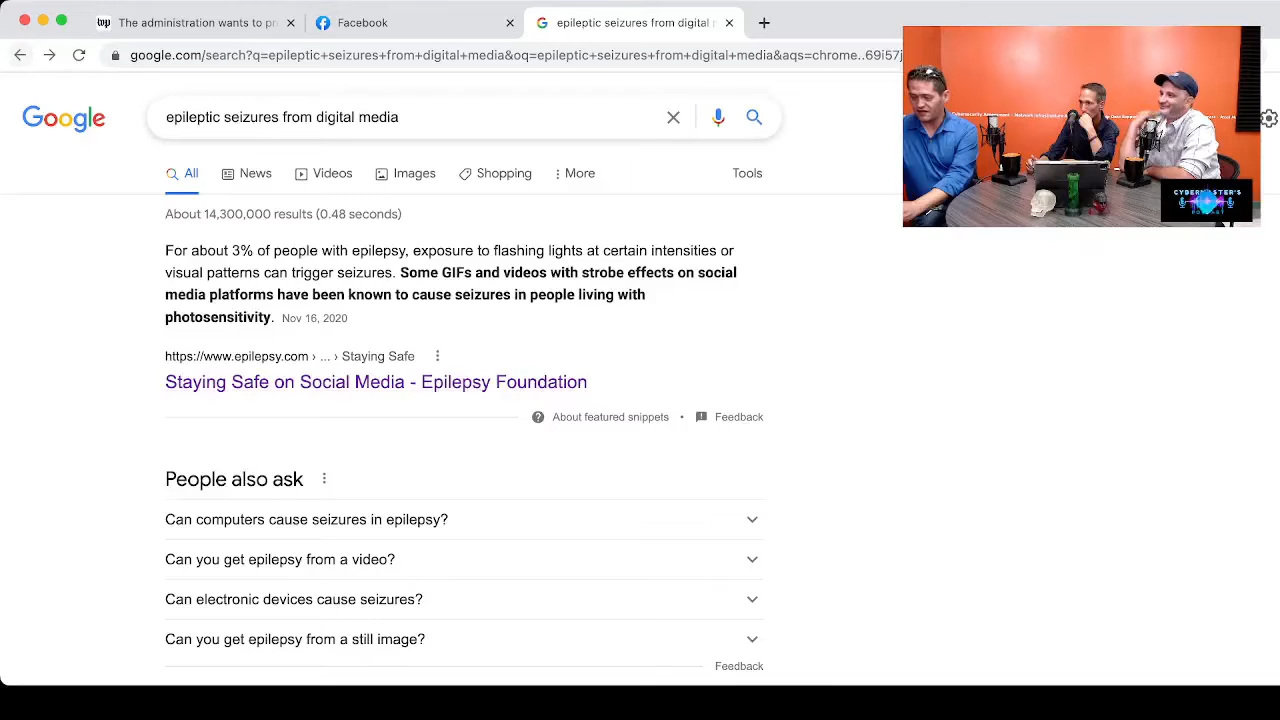 The administration wants to pr
Facebook
epileptic seizures from digital r
google.com/search?q=epileptic+seizures+from+digital+media&oq=epileptic+seizures+from+digital+media&aqs=chrome..69i57j
Google
epileptic seizures from digital media
All
News
Videos
Images
Shopping
More
Tools
About 14,300,000 results (0.48 seconds)
For about 3% of people with epilepsy, exposure to flashing lights at certain intensities or
visual patterns can trigger seizures. Some GIFs and videos with strobe effects on social
media platforms have been known to cause seizures in people living with
photosensitivity. Nov 16, 2020
https://www.epilepsy.com › ... › Staying Safe
Staying Safe on Social Media - Epilepsy Foundation
About featured snippets • Feedback
People also ask
Can computers cause seizures in epilepsy?
Can you get epilepsy from a video?
Can electronic devices cause seizures?
Can you get epilepsy from a still image?
Feedback
CYBERMASTER'S
PODCAST